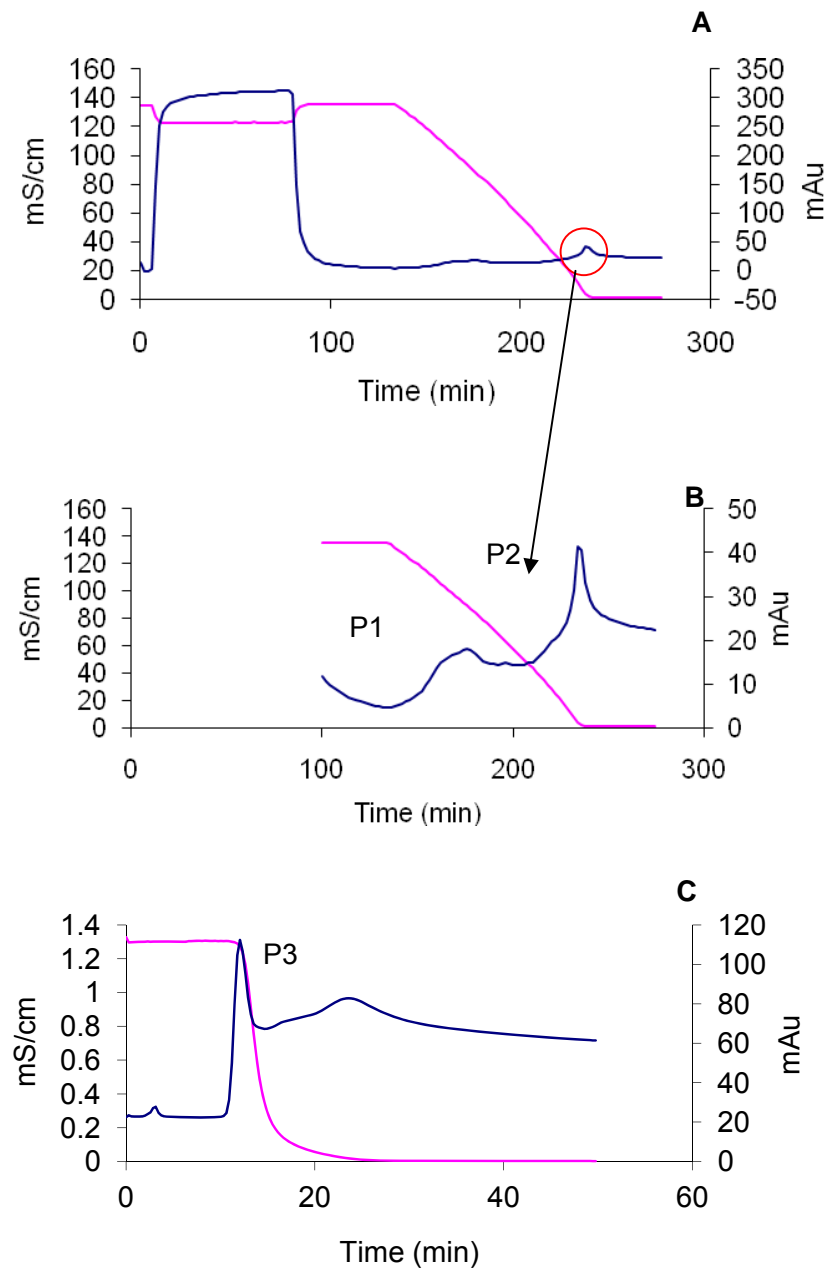 A
160 350
140 300
120 250
100 200
80 150
60 100
40 50
20 0
0 -50
mS/cm
mAu
0 100 200 300
Time (min)
B
160 50
140
120 40
100 30
80
60 20
40 10
20
0 0
mS/cm
mAu
P1
P2
0 100 200 300
Time (min)
C
1.4 120
1.2 100
1 80
0.8
0.6 60
0.4 40
0.2 20
0 0
mS/cm
mAu
P3
0 20 40 60
Time (min)